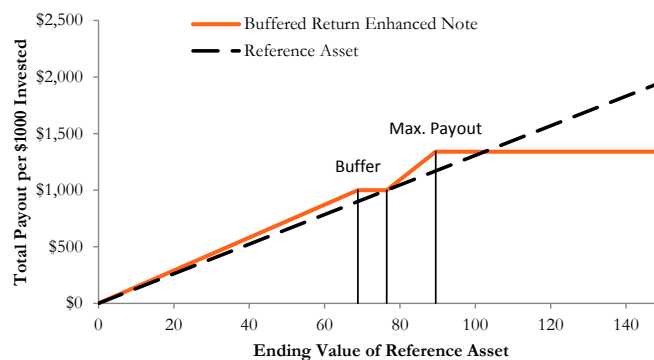 $2,500
$2,000
$1,500
$1,000
$500
$0
Total Payout per $1000 Invested
Buffered Return Enhanced Note
Reference Asset
Max. Payout
Buffer
0 20 40 60 80 100 120 140
Ending Value of Reference Asset